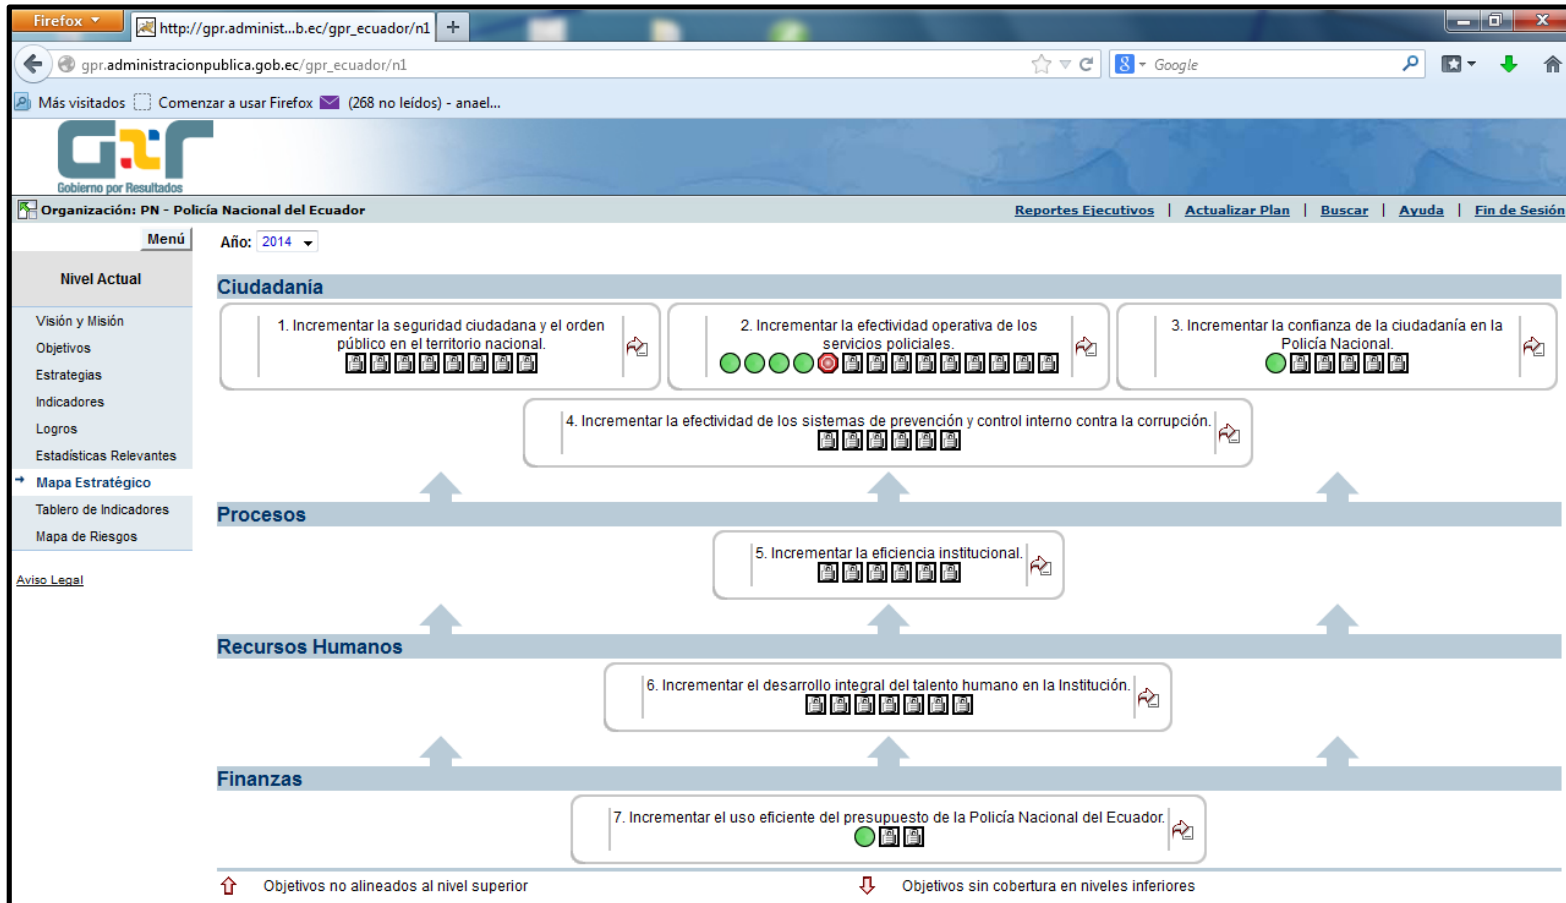 Firefox
http://gpr.administ...b.ec/gpr_ecuador/n1
+
gpr.administracionpublica.gob.ec/gpr_ecuador/n1
Google
Más visitados
Comenzar a usar Firefox
(268 no leídos) - anael...
GPR
Gobierno por Resultados
Organización: PN - Policía Nacional del Ecuador
Reportes Ejecutivos | Actualizar Plan | Buscar | Ayuda | Fin de Sesión
Menú
Año: 2014
Nivel Actual
Visión y Misión
Objetivos
Estrategias
Indicadores
Logros
Estadísticas Relevantes
Mapa Estratégico
Tablero de Indicadores
Mapa de Riesgos
Aviso Legal
Ciudadanía
1. Incrementar la seguridad ciudadana y el orden
público en el territorio nacional.
2. Incrementar la efectividad operativa de los
servicios policiales.
3. Incrementar la confianza de la ciudadanía en la
Policía Nacional.
4. Incrementar la efectividad de los sistemas de prevención y control interno contra la corrupción.
Procesos
5. Incrementar la eficiencia institucional.
Recursos Humanos
6. Incrementar el desarrollo integral del talento humano en la Institución.
Finanzas
7. Incrementar el uso eficiente del presupuesto de la Policía Nacional del Ecuador.
Objetivos no alineados al nivel superior
Objetivos sin cobertura en niveles inferiores